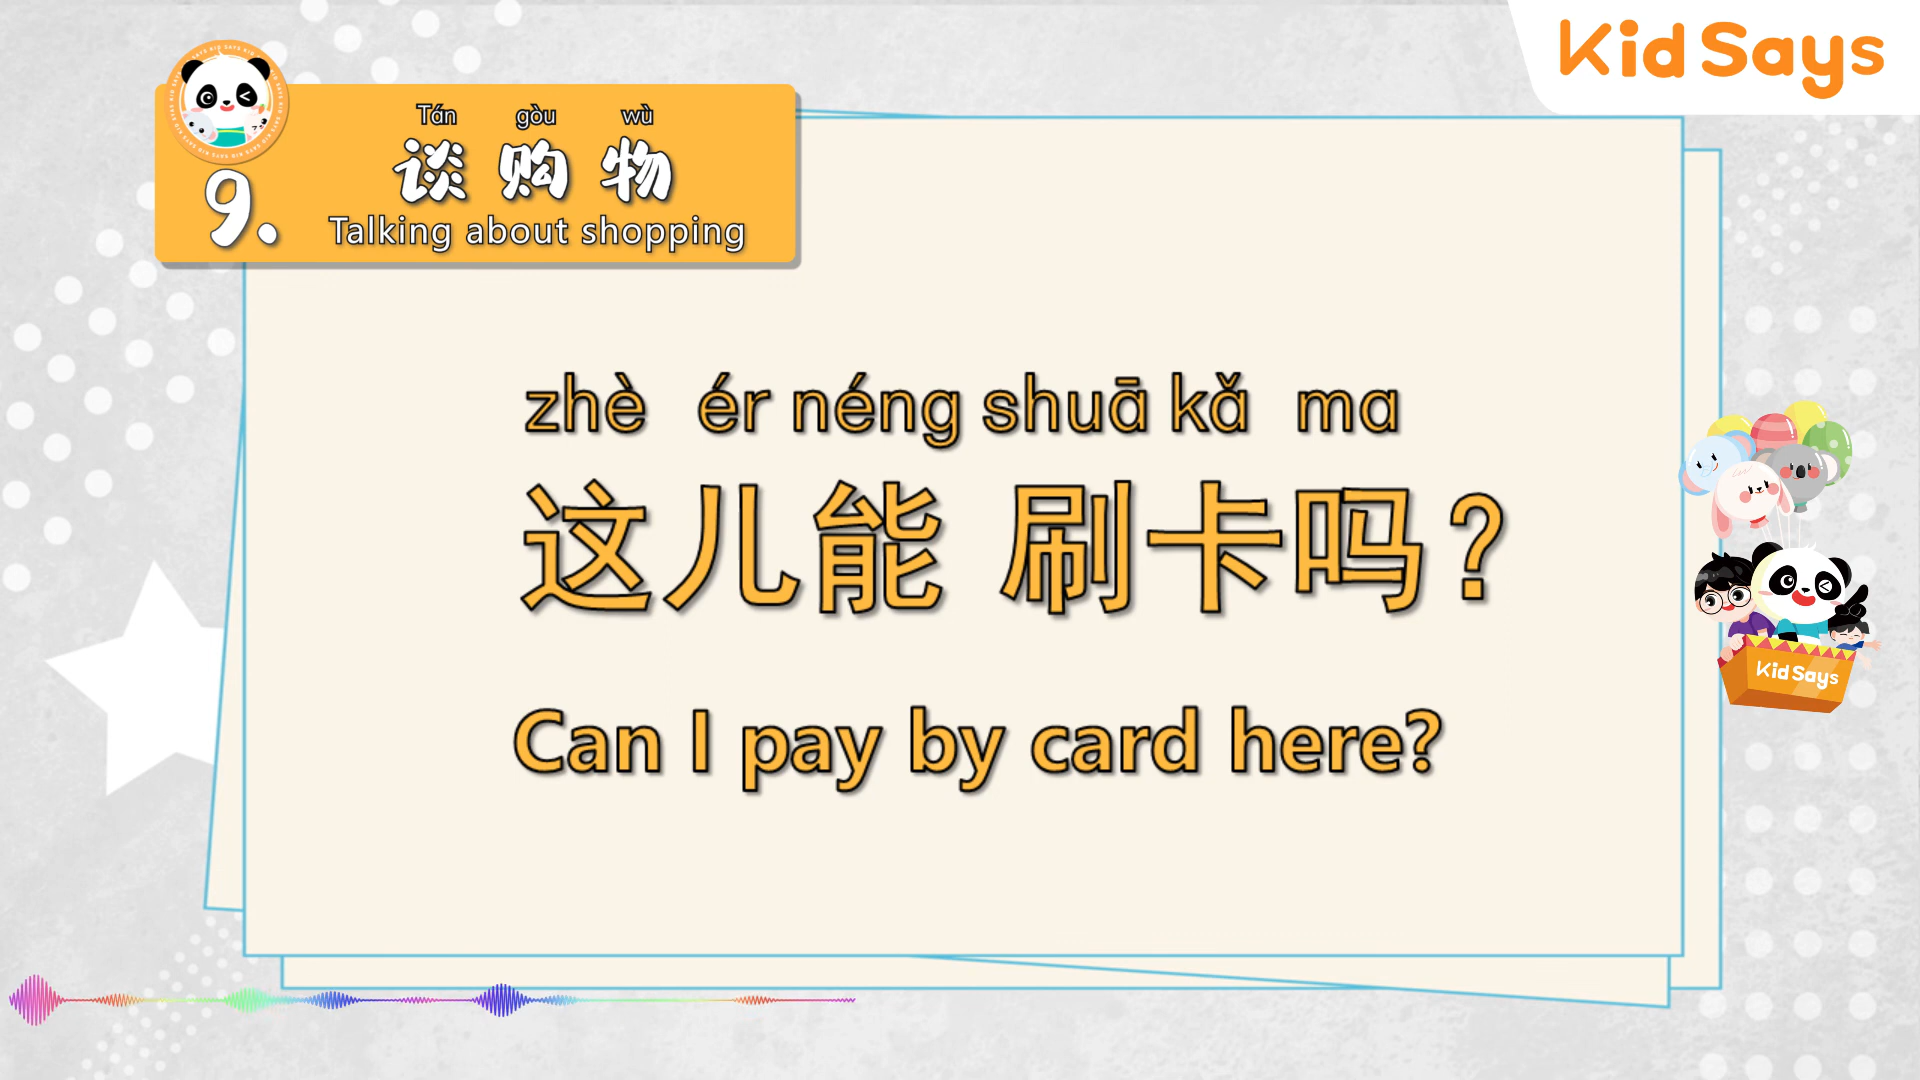 Kid Says
Tán gòu wù
9. 谈购物
Talking about shopping
zhè ér néng shuā kǎ ma
这儿能 刷卡吗?
Can I pay by card here?
Kid Says